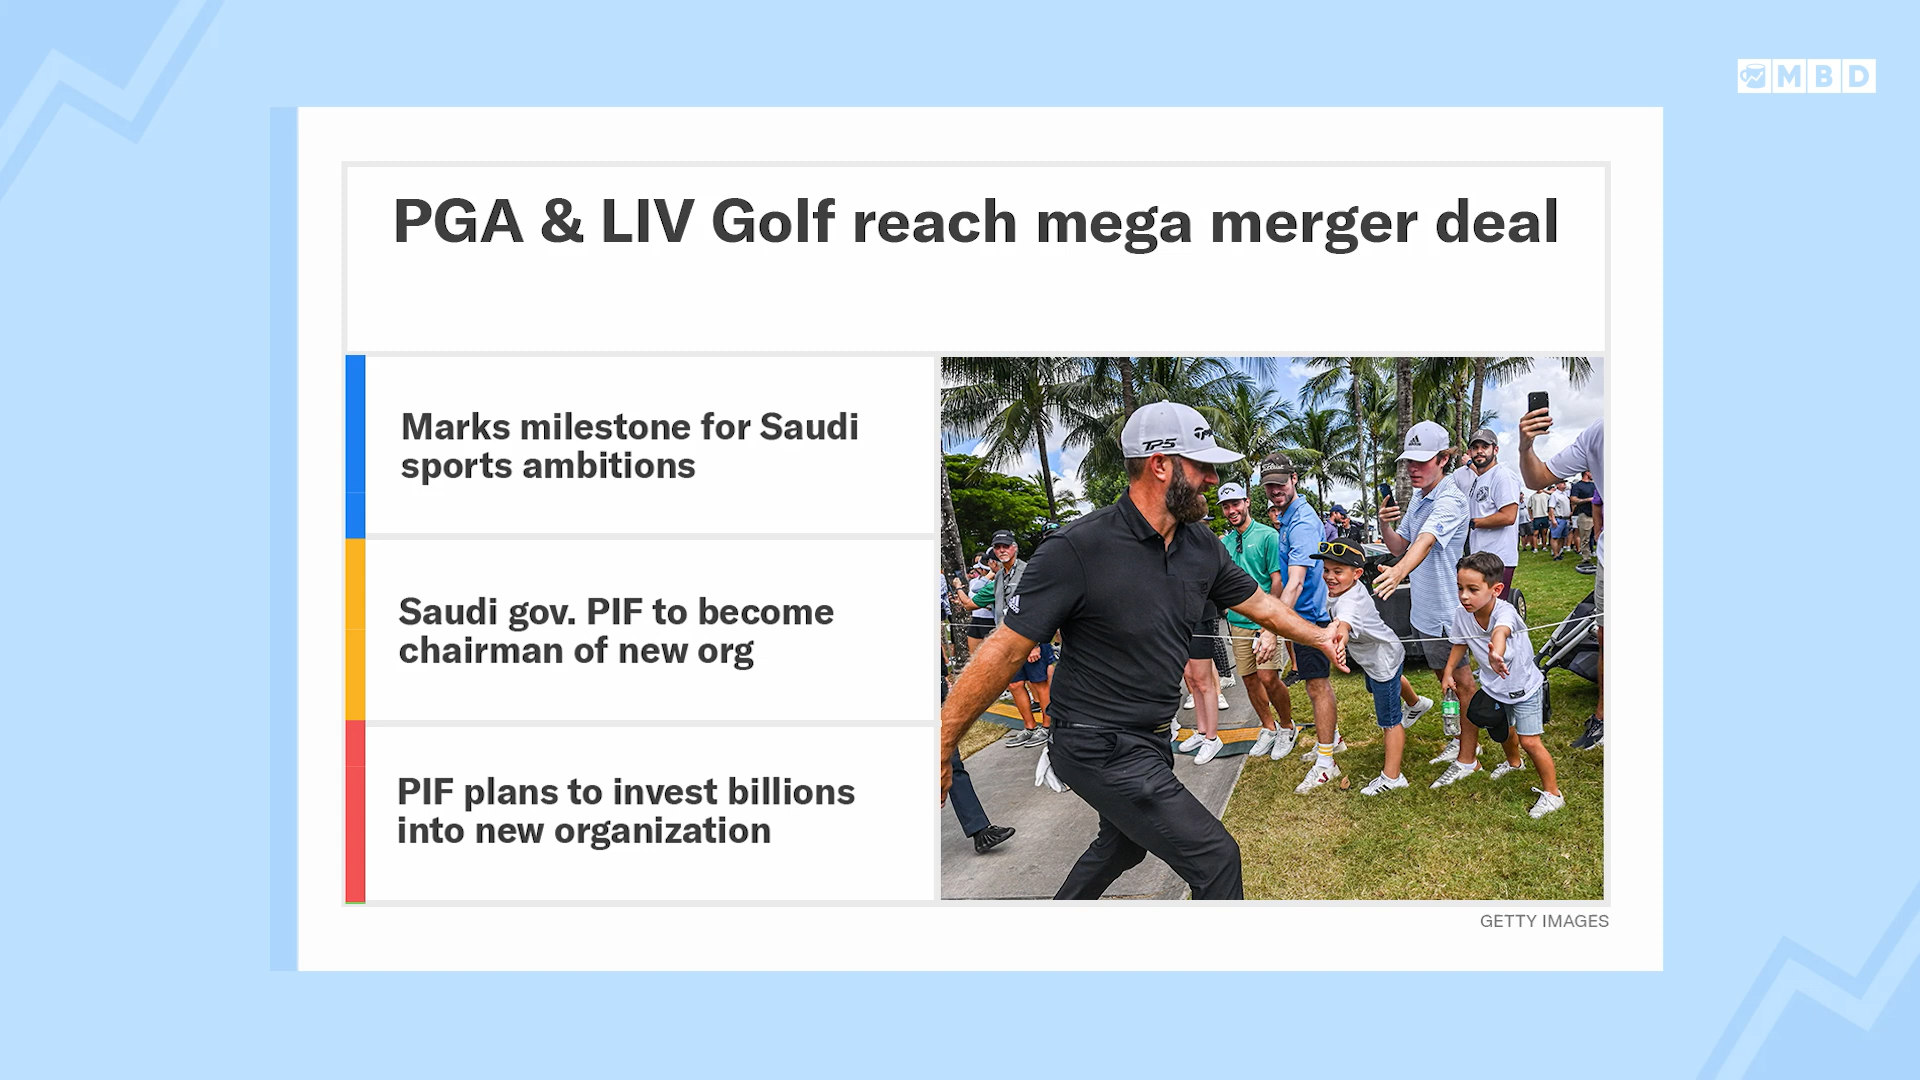 MBD
PGA & LIV Golf reach mega merger deal
Marks milestone for Saudi
sports ambitions
Saudi gov. PIF to become
chairman of new org
PIF plans to invest billions
into new organization
TP5
GETTY IMAGES